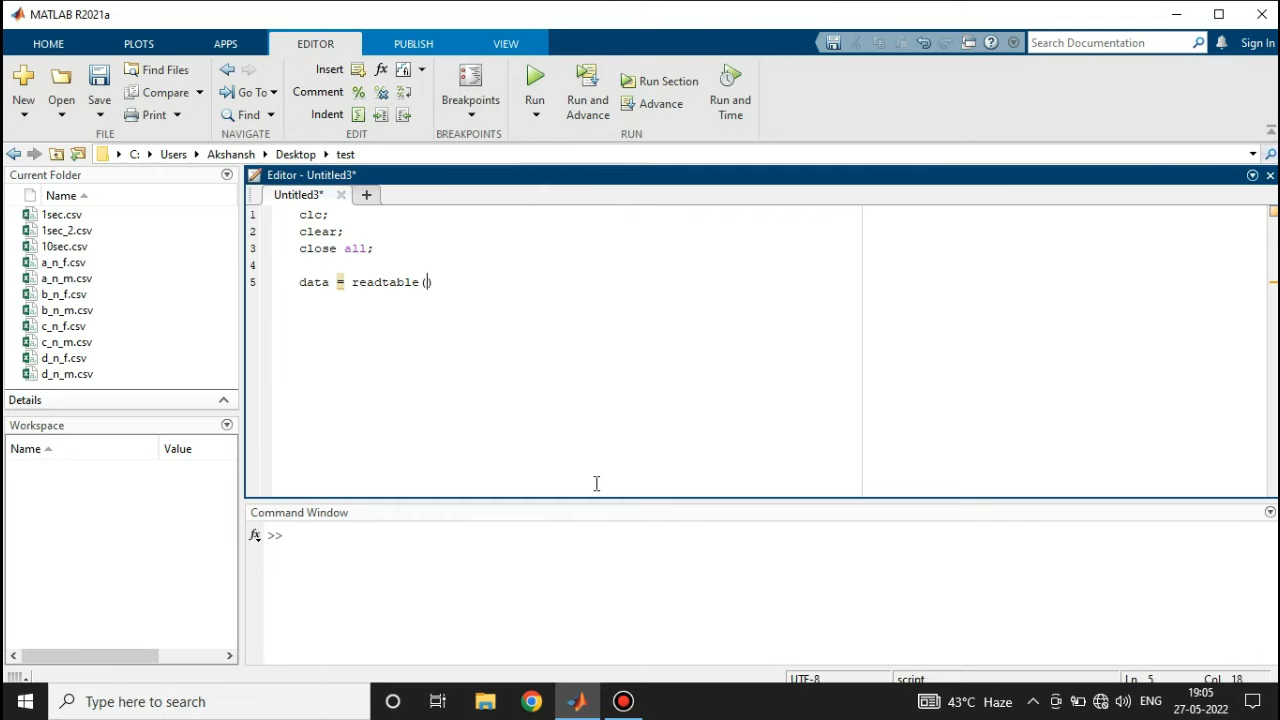 MATLAB R2021a
HOME PLOTS APPS EDITOR PUBLISH VIEW Search Documentation Sign In
New Open Save Find Files Compare Print
Go To Find
Insert fx
Comment %
Indent
Breakpoints
Run Run and Advance Run Section Advance Run and Time
FILE NAVIGATE EDIT BREAKPOINTS RUN
C: Users Akshansh Desktop test
Current Folder
Name
1sec.csv
1sec_2.csv
10sec.csv
a_n_f.csv
a_n_m.csv
b_n_f.csv
b_n_m.csv
c_n_f.csv
c_n_m.csv
d_n_f.csv
d_n_m.csv
Details
Workspace
Name Value
Editor - Untitled3*
Untitled3*
1 clc;
2 clear;
3 close all;
4
5 data = readtable()
Command Window
fx >>
UTF-8 script Ln 5 Col 18
Type here to search 43°C Haze ENG 19:05
27-05-2022